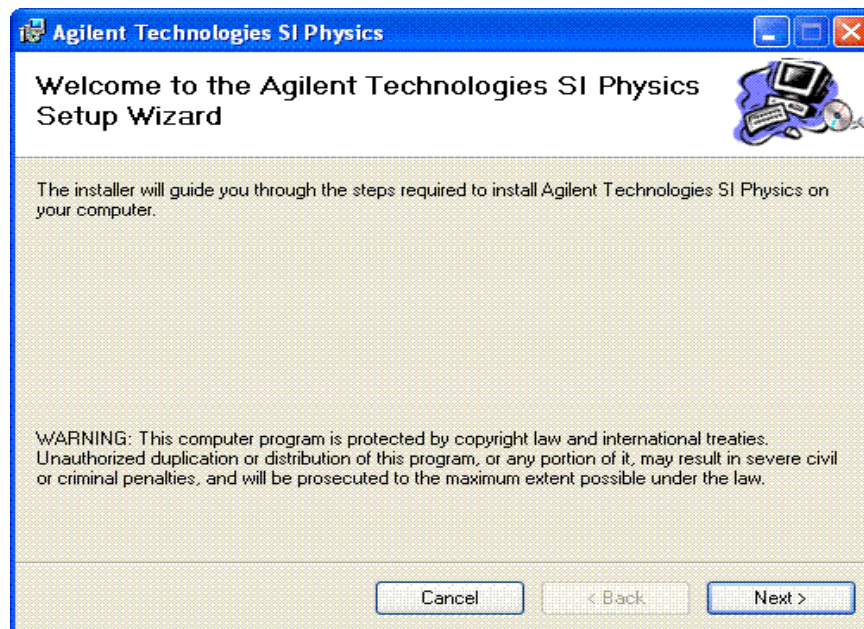 Agilent Technologies SI Physics
Welcome to the Agilent Technologies SI Physics
Setup Wizard
The installer will guide you through the steps required to install Agilent Technologies SI Physics on
your computer.
WARNING: This computer program is protected by copyright law and international treaties.
Unauthorized duplication or distribution of this program, or any portion of it, may result in severe civil
or criminal penalties, and will be prosecuted to the maximum extent possible under the law.
Cancel < Back Next >